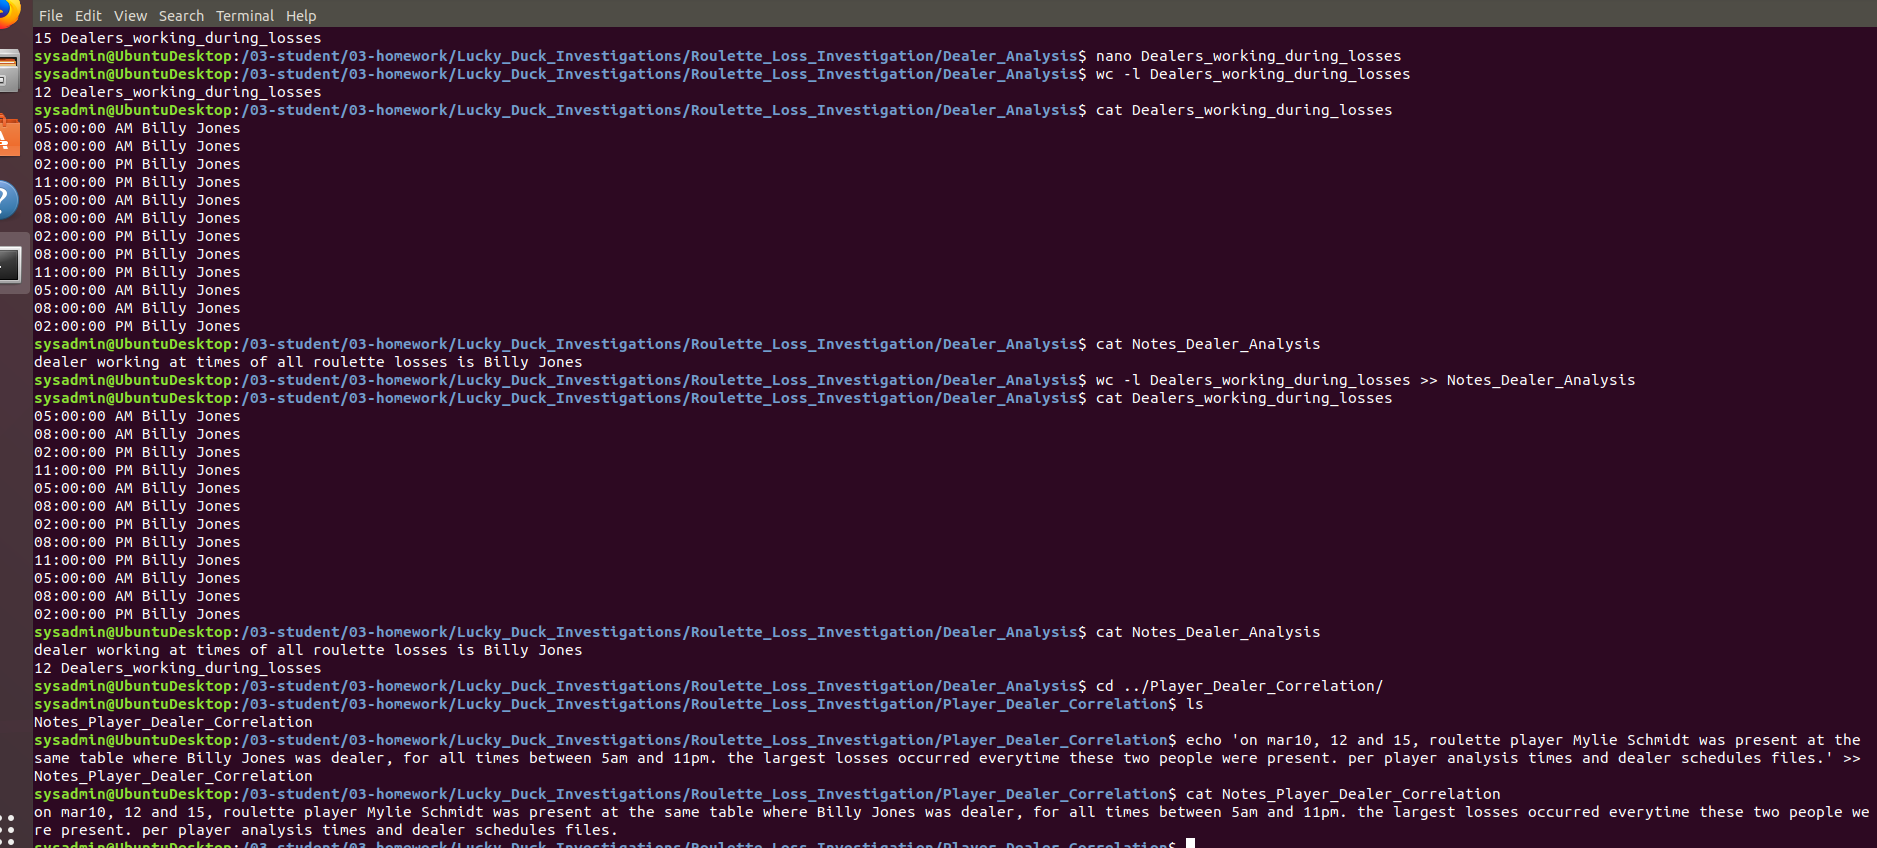 File Edit View Search Terminal Help
15 Dealers_working_during_losses
sysadmin@UbuntuDesktop:/03-student/03-homework/Lucky_Duck_Investigations/Roulette_Loss_Investigation/Dealer_Analysis$ nano Dealers_working_during_losses
sysadmin@UbuntuDesktop:/03-student/03-homework/Lucky_Duck_Investigations/Roulette_Loss_Investigation/Dealer_Analysis$ wc -l Dealers_working_during_losses
12 Dealers_working_during_losses
sysadmin@UbuntuDesktop:/03-student/03-homework/Lucky_Duck_Investigations/Roulette_Loss_Investigation/Dealer_Analysis$ cat Dealers_working_during_losses
05:00:00 AM Billy Jones
08:00:00 AM Billy Jones
02:00:00 PM Billy Jones
11:00:00 PM Billy Jones
05:00:00 AM Billy Jones
08:00:00 AM Billy Jones
02:00:00 PM Billy Jones
08:00:00 PM Billy Jones
11:00:00 PM Billy Jones
05:00:00 AM Billy Jones
08:00:00 AM Billy Jones
02:00:00 PM Billy Jones
sysadmin@UbuntuDesktop:/03-student/03-homework/Lucky_Duck_Investigations/Roulette_Loss_Investigation/Dealer_Analysis$ cat Notes_Dealer_Analysis
dealer working at times of all roulette losses is Billy Jones
sysadmin@UbuntuDesktop:/03-student/03-homework/Lucky_Duck_Investigations/Roulette_Loss_Investigation/Dealer_Analysis$ wc -l Dealers_working_during_losses >> Notes_Dealer_Analysis
sysadmin@UbuntuDesktop:/03-student/03-homework/Lucky_Duck_Investigations/Roulette_Loss_Investigation/Dealer_Analysis$ cat Dealers_working_during_losses
05:00:00 AM Billy Jones
08:00:00 AM Billy Jones
02:00:00 PM Billy Jones
11:00:00 PM Billy Jones
05:00:00 AM Billy Jones
08:00:00 AM Billy Jones
02:00:00 PM Billy Jones
08:00:00 PM Billy Jones
11:00:00 PM Billy Jones
05:00:00 AM Billy Jones
08:00:00 AM Billy Jones
02:00:00 PM Billy Jones
sysadmin@UbuntuDesktop:/03-student/03-homework/Lucky_Duck_Investigations/Roulette_Loss_Investigation/Dealer_Analysis$ cat Notes_Dealer_Analysis
dealer working at times of all roulette losses is Billy Jones
12 Dealers_working_during_losses
sysadmin@UbuntuDesktop:/03-student/03-homework/Lucky_Duck_Investigations/Roulette_Loss_Investigation/Dealer_Analysis$ cd ../Player_Dealer_Correlation/
sysadmin@UbuntuDesktop:/03-student/03-homework/Lucky_Duck_Investigations/Roulette_Loss_Investigation/Player_Dealer_Correlation$ ls
Notes_Player_Dealer_Correlation
sysadmin@UbuntuDesktop:/03-student/03-homework/Lucky_Duck_Investigations/Roulette_Loss_Investigation/Player_Dealer_Correlation$ echo 'on mar10, 12 and 15, roulette player Mylie Schmidt was present at the
same table where Billy Jones was dealer, for all times between 5am and 11pm. the largest losses occurred everytime these two people were present. per player analysis times and dealer schedules files.' >>
Notes_Player_Dealer_Correlation
sysadmin@UbuntuDesktop:/03-student/03-homework/Lucky_Duck_Investigations/Roulette_Loss_Investigation/Player_Dealer_Correlation$ cat Notes_Player_Dealer_Correlation
on mar10, 12 and 15, roulette player Mylie Schmidt was present at the same table where Billy Jones was dealer, for all times between 5am and 11pm. the largest losses occurred everytime these two people we
re present. per player analysis times and dealer schedules files.
sysadmin@UbuntuDesktop:/03-student/03-homework/Lucky_Duck_Investigations/Roulette_Loss_Investigation/Player_Dealer_Correlation$